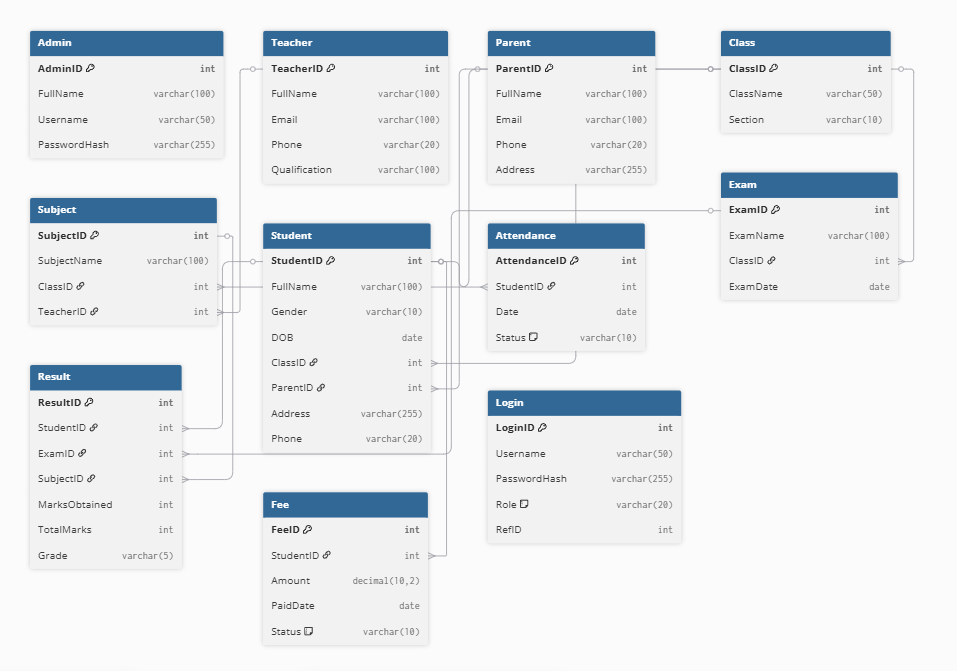 Admin
AdminID int
FullName varchar(100)
Username varchar(50)
PasswordHash varchar(255)
Teacher
TeacherID int
FullName varchar(100)
Email varchar(100)
Phone varchar(20)
Qualification varchar(100)
Parent
ParentID int
FullName varchar(100)
Email varchar(100)
Phone varchar(20)
Address varchar(255)
Class
ClassID int
ClassName varchar(50)
Section varchar(10)
Subject
SubjectID int
SubjectName varchar(100)
ClassID int
TeacherID int
Student
StudentID int
FullName varchar(100)
Gender varchar(10)
DOB date
ClassID int
ParentID int
Address varchar(255)
Phone varchar(20)
Attendance
AttendanceID int
StudentID int
Date date
Status varchar(10)
Exam
ExamID int
ExamName varchar(100)
ClassID int
ExamDate date
Result
ResultID int
StudentID int
ExamID int
SubjectID int
MarksObtained int
TotalMarks int
Grade varchar(5)
Fee
FeeID int
StudentID int
Amount decimal(10,2)
PaidDate date
Status varchar(10)
Login
LoginID int
Username varchar(50)
PasswordHash varchar(255)
Role varchar(20)
RefID int